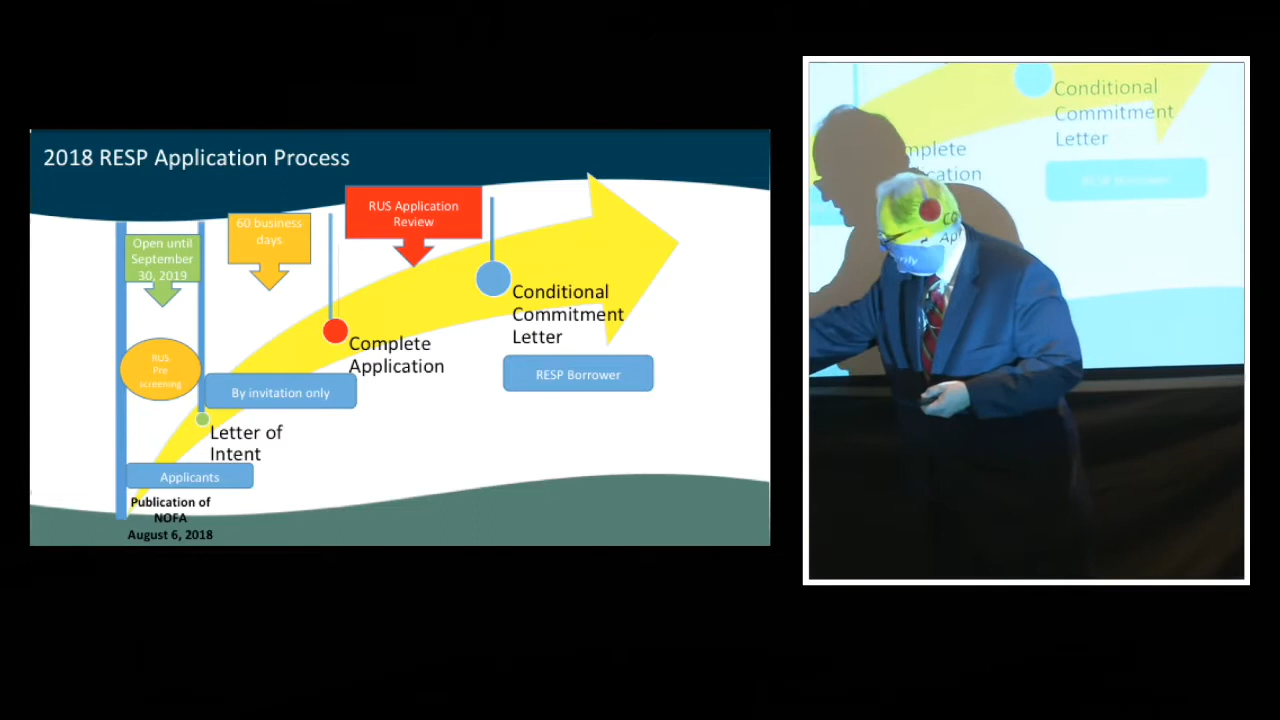 2018 RESP Application Process
Open until
September
30, 2019
60 business
days
RUS Application
Review
RUS
Pre
screening
By invitation only
Letter of
Intent
Applicants
Publication of
NOFA
August 6, 2018
Complete
Application
Conditional
Commitment
Letter
RESP Borrower
Conditional
Commitment
Letter
mplete
ication